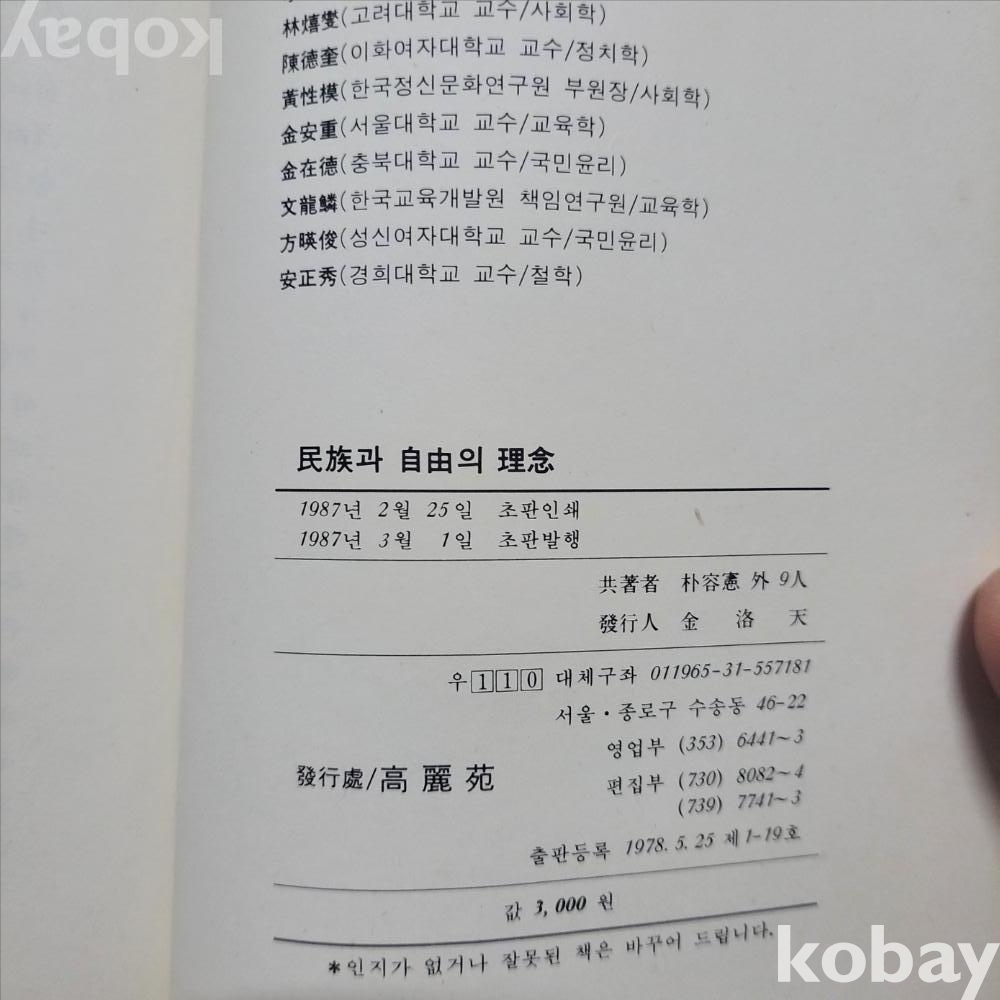 林熺燮(고려대학교 교수/사회학)
陳德奎(이화여자대학교 교수/정치학)
黃性模(한국정신문화연구원 부원장/사회학)
金安重(서울대학교 교수/교육학)
金在德(충북대학교 교수/국민윤리)
文龍鱗(한국교육개발원 책임연구원/교육학)
方暎俊(성신여자대학교 교수/국민윤리)
安正秀(경희대학교 교수/철학)
民族과 自由의 理念
1987년 2월 25일 초판인쇄
1987년 3월 1일 초판발행
共著者 朴容憲 外 9人
發行人 金洛天
우110 대체구좌 011965-31-557181
서울·종로구 수송동 46-22
영업부 (353) 6441~3
發行處/高麗苑 편집부 (730) 8082~4
(739) 7741~3
출판등록 1978.5.25 제1-19호
값 3,000 원
*인지가 없거나 잘못된 책은 바꾸어 드립니다.
kobay
kobay